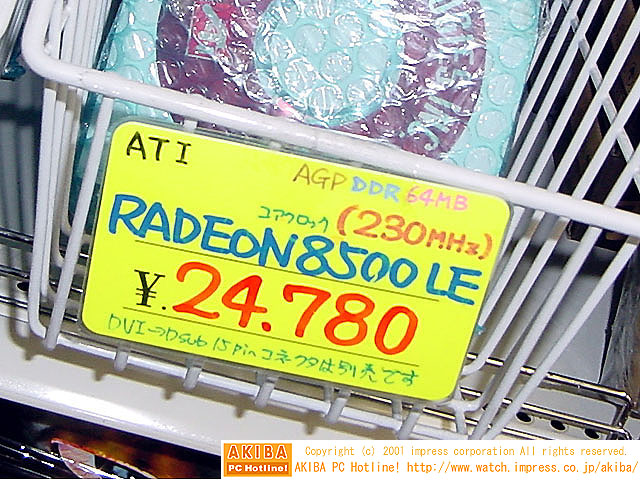 ATI
AGP DDR 64MB
コアクロック (230MHz)
RADEON8500 LE
¥.24.780
DVI→Dsub 15pinコネクタは別売です
AKIBA
PC Hotline!
Copyright (c) 2001 impress corporation All rights reserved.
AKIBA PC Hotline! http://www.watch.impress.co.jp/akiba/